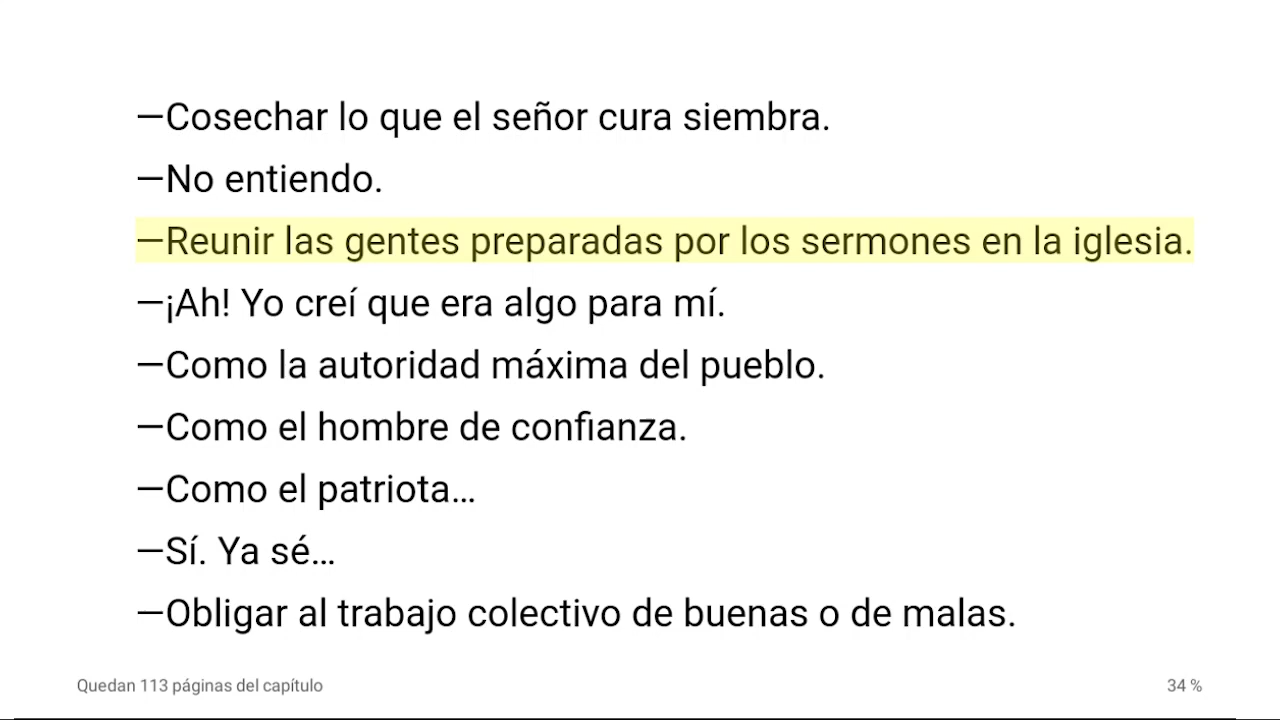 —Cosechar lo que el señor cura siembra.
—No entiendo.
—Reunir las gentes preparadas por los sermones en la iglesia.
—¡Ah! Yo creí que era algo para mí.
—Como la autoridad máxima del pueblo.
—Como el hombre de confianza.
—Como el patriota…
—Sí. Ya sé…
—Obligar al trabajo colectivo de buenas o de malas.
Quedan 113 páginas del capítulo
34 %